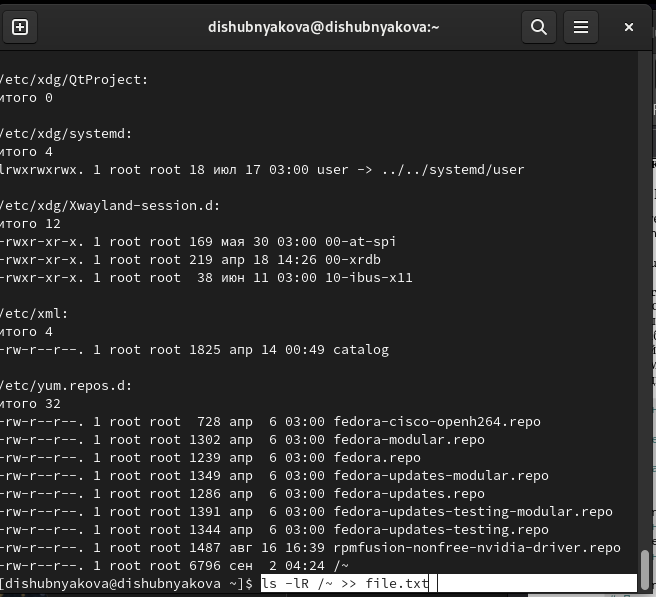 dishubnyakova@dishubnyakova:~
/etc/xdg/QtProject:
итого 0
/etc/xdg/systemd:
итого 4
lrwxrwxrwx. 1 root root 18 июл 17 03:00 user -> ../../systemd/user
/etc/xdg/Xwayland-session.d:
итого 12
-rwxr-xr-x. 1 root root 169 мая 30 03:00 00-at-spi
-rwxr-xr-x. 1 root root 219 апр 18 14:26 00-xrdb
-rwxr-xr-x. 1 root root  38 июн 11 03:00 10-ibus-x11
/etc/xml:
итого 4
-rw-r--r--. 1 root root 1825 апр 14 00:49 catalog
/etc/yum.repos.d:
итого 32
-rw-r--r--. 1 root root  728 апр  6 03:00 fedora-cisco-openh264.repo
-rw-r--r--. 1 root root 1302 апр  6 03:00 fedora-modular.repo
-rw-r--r--. 1 root root 1239 апр  6 03:00 fedora.repo
-rw-r--r--. 1 root root 1349 апр  6 03:00 fedora-updates-modular.repo
-rw-r--r--. 1 root root 1286 апр  6 03:00 fedora-updates.repo
-rw-r--r--. 1 root root 1391 апр  6 03:00 fedora-updates-testing-modular.repo
-rw-r--r--. 1 root root 1344 апр  6 03:00 fedora-updates-testing.repo
-rw-r--r--. 1 root root 1487 авг 16 16:39 rpmfusion-nonfree-nvidia-driver.repo
-rw-r--r--. 1 root root 6796 сен  2 04:24 /~
[dishubnyakova@dishubnyakova ~]$ ls -lR /~ >> file.txt